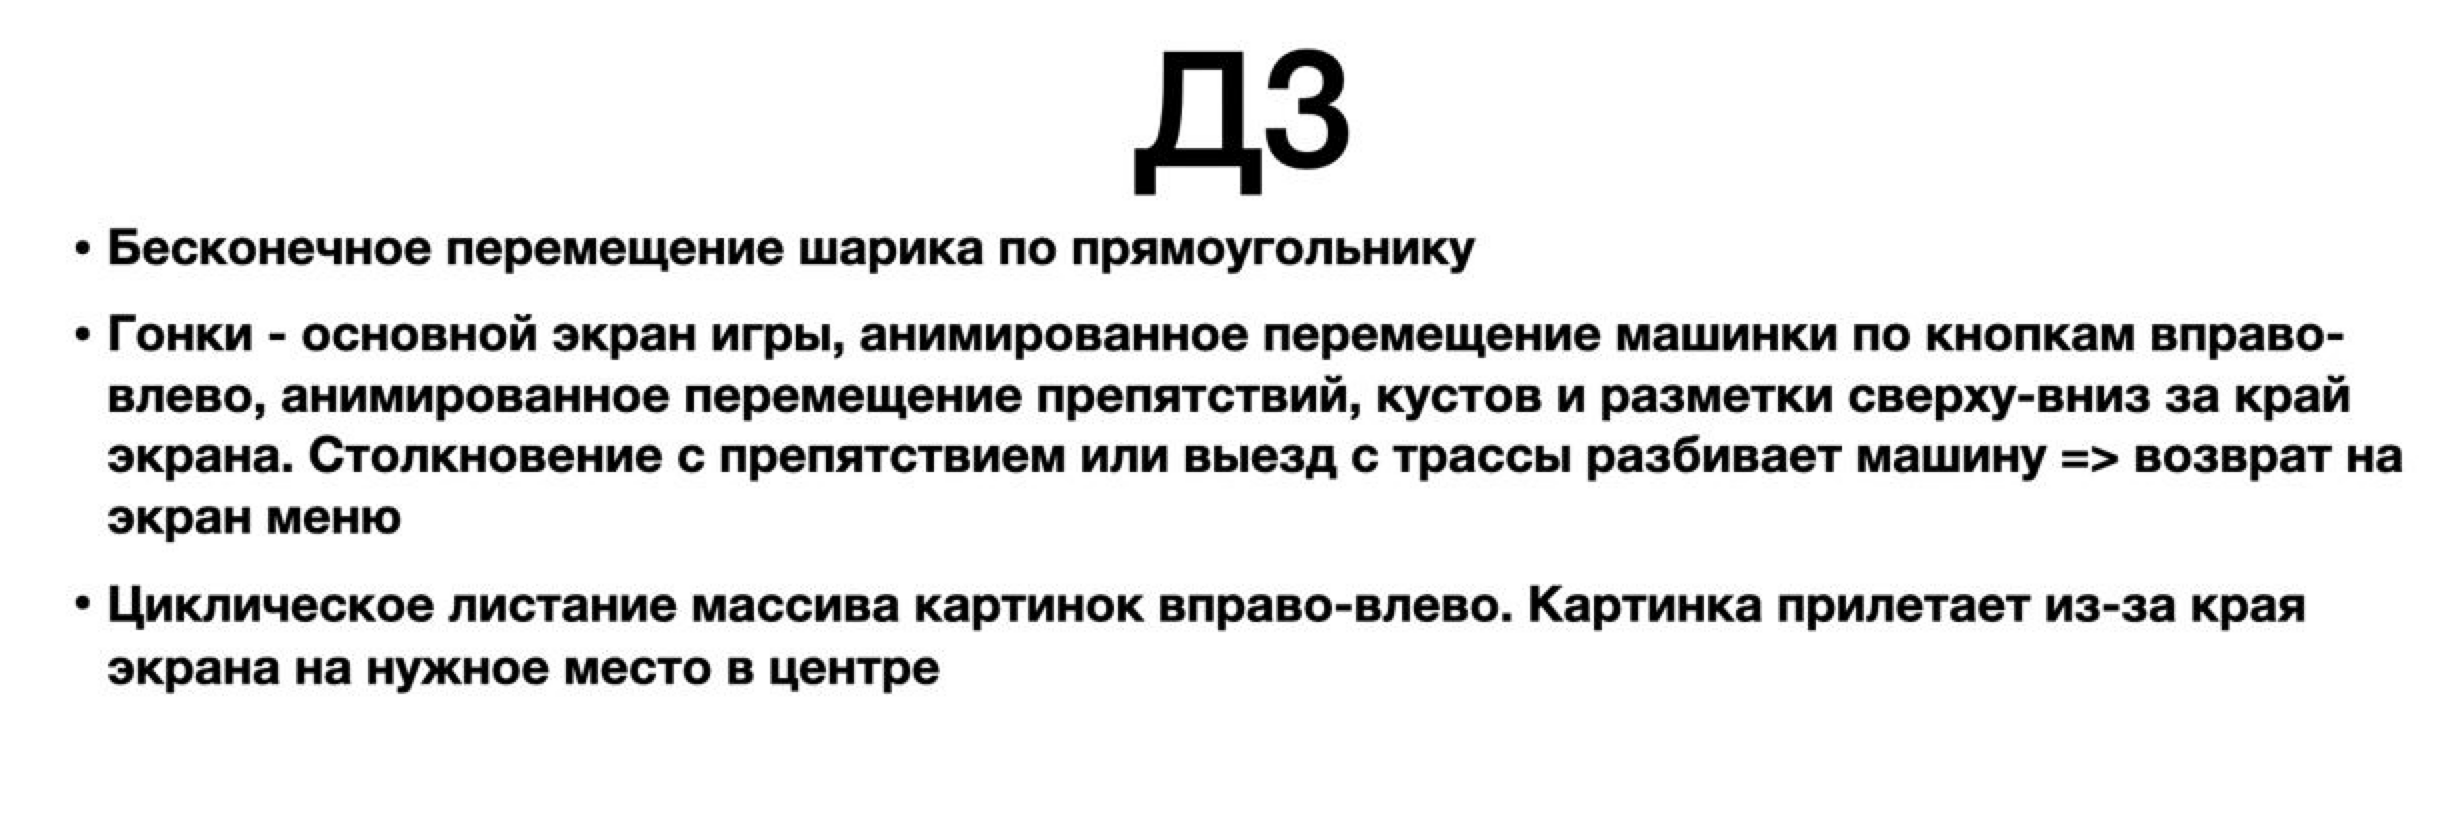 ДЗ
• Бесконечное перемещение шарика по прямоугольнику
• Гонки - основной экран игры, анимированное перемещение машинки по кнопкам вправо-
влево, анимированное перемещение препятствий, кустов и разметки сверху-вниз за край
экрана. Столкновение с препятствием или выезд с трассы разбивает машину => возврат на
экран меню
• Циклическое листание массива картинок вправо-влево. Картинка прилетает из-за края
экрана на нужное место в центре